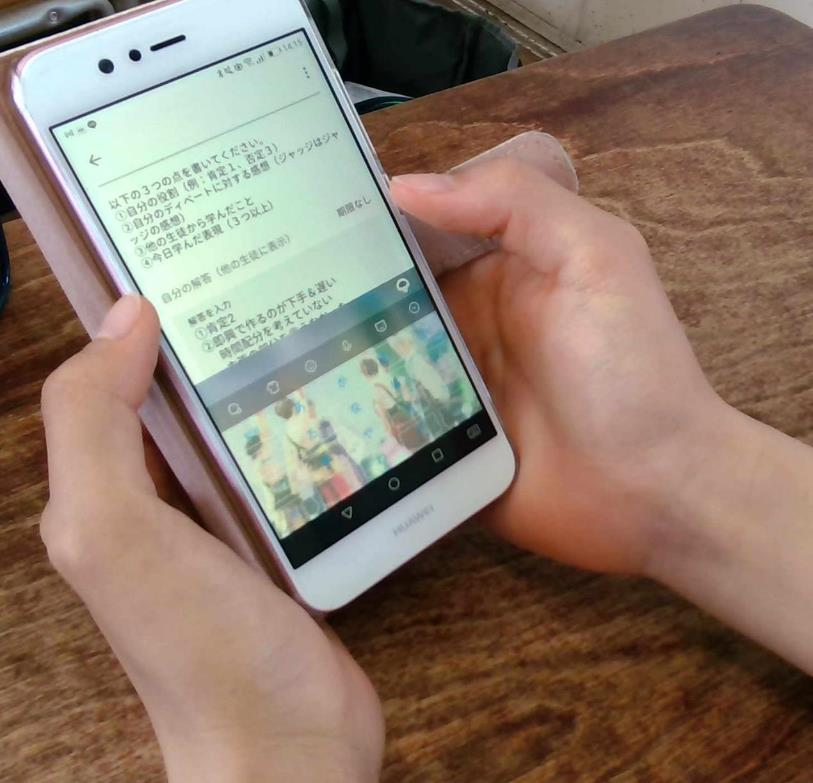 14:15
以下の3つの点を書いてください。
①自分の役割(例:肯定1、否定3)
②自分のディベートに対する感想(ジャッジはジャ
ッジの感想)
③他の生徒から学んだこと
④今日学んだ表現(3つ以上)
期限なし
自分の解答(他の生徒に表示)
解答を入力
①肯定2
②即興で作るのが下手&遅い
時間配分を考えていない
HUAWEI